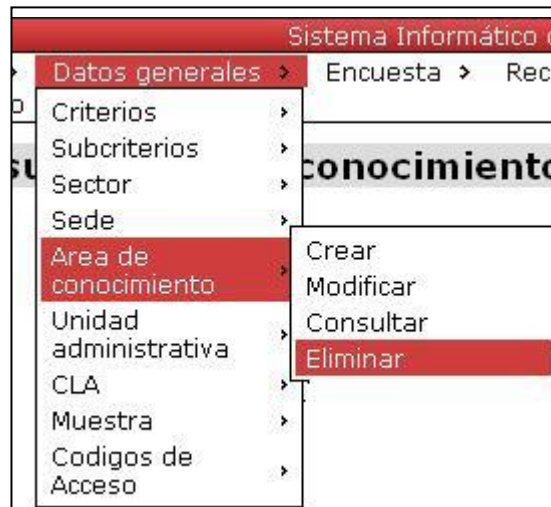 Sistema Informático
Datos generales Encuesta
Criterios
Subcriterios
conocimiento
Sector
Sede
Area de
conocimiento
Crear
Modificar
Consultar
Eliminar
Unidad
administrativa
CLA
Muestra
Codigos de
Acceso